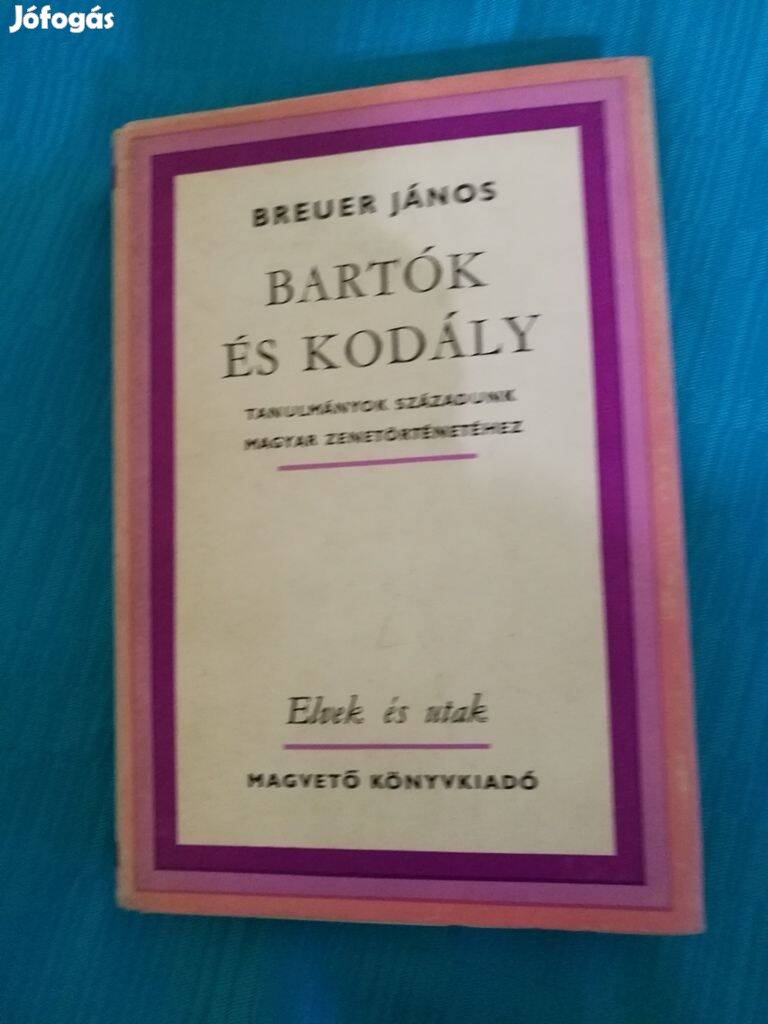 Jófogás
BREUER JÁNOS
BARTÓK
ÉS KODÁLY
TANULMÁNYOK SZÁZADUNK
MAGYAR ZENETÖRTÉNETÉHEZ
Elvek és utak
MAGVETŐ KÖNYVKIADÓ